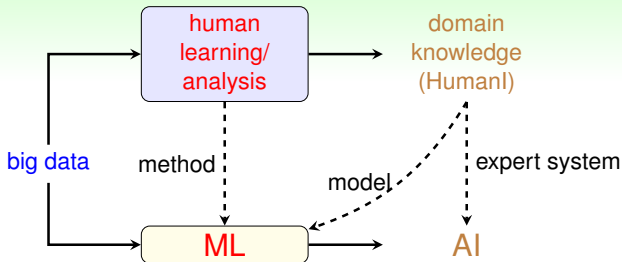 human
learning/
analysis
domain
knowledge
(HumanI)
big data
method
model
expert system
ML
AI